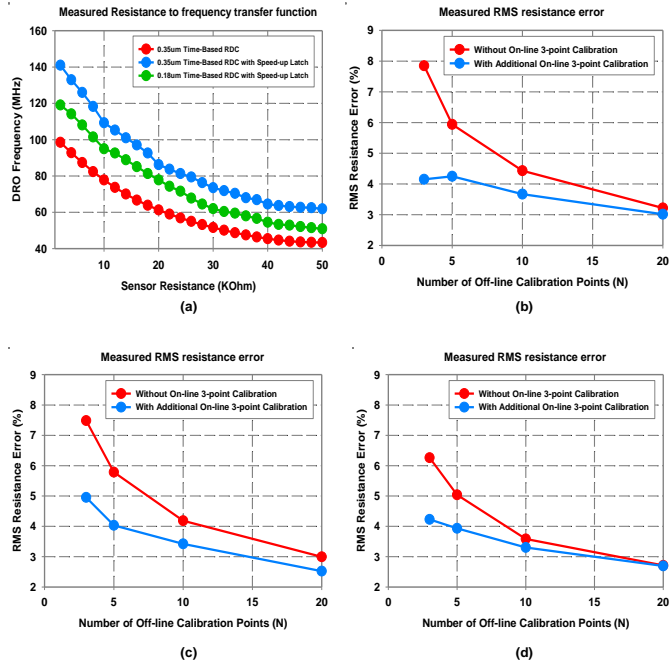 Measured Resistance to frequency transfer function
160
140
120
100
80
60
40
DRO Frequency (MHz)
0.35um Time-Based RDC
0.35um Time-Based RDC with Speed-up Latch
0.18um Time-Based RDC with Speed-up Latch
10 20 30 40 50
Sensor Resistance (KOhm)
(a)
Measured RMS resistance error
9
8
7
6
5
4
3
2
RMS Resistance Error (%)
Without On-line 3-point Calibration
With Additional On-line 3-point Calibration
0 5 10 15 20
Number of Off-line Calibration Points (N)
(b)
Measured RMS resistance error
9
8
7
6
5
4
3
2
RMS Resistance Error (%)
Without On-line 3-point Calibration
With Additional On-line 3-point Calibration
0 5 10 15 20
Number of Off-line Calibration Points (N)
(c)
Measured RMS resistance error
9
8
7
6
5
4
3
2
RMS Resistance Error (%)
Without On-line 3-point Calibration
With Additional On-line 3-point Calibration
0 5 10 15 20
Number of Off-line Calibration Points (N)
(d)